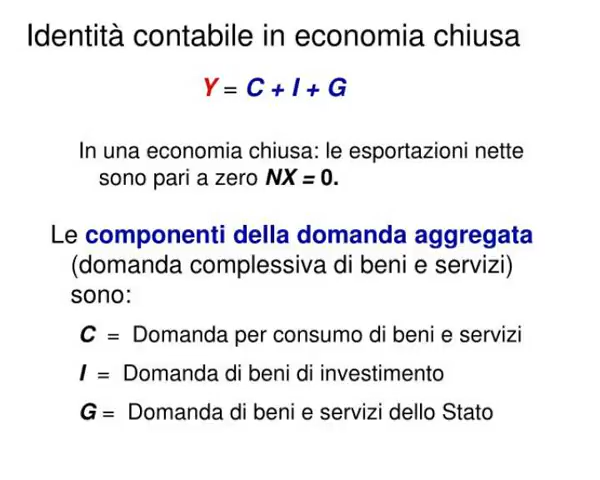 Identità contabile in economia chiusa
Y = C + I + G
In una economia chiusa: le esportazioni nette
sono pari a zero NX = 0.
Le componenti della domanda aggregata
(domanda complessiva di beni e servizi)
sono:
C = Domanda per consumo di beni e servizi
I = Domanda di beni di investimento
G = Domanda di beni e servizi dello Stato